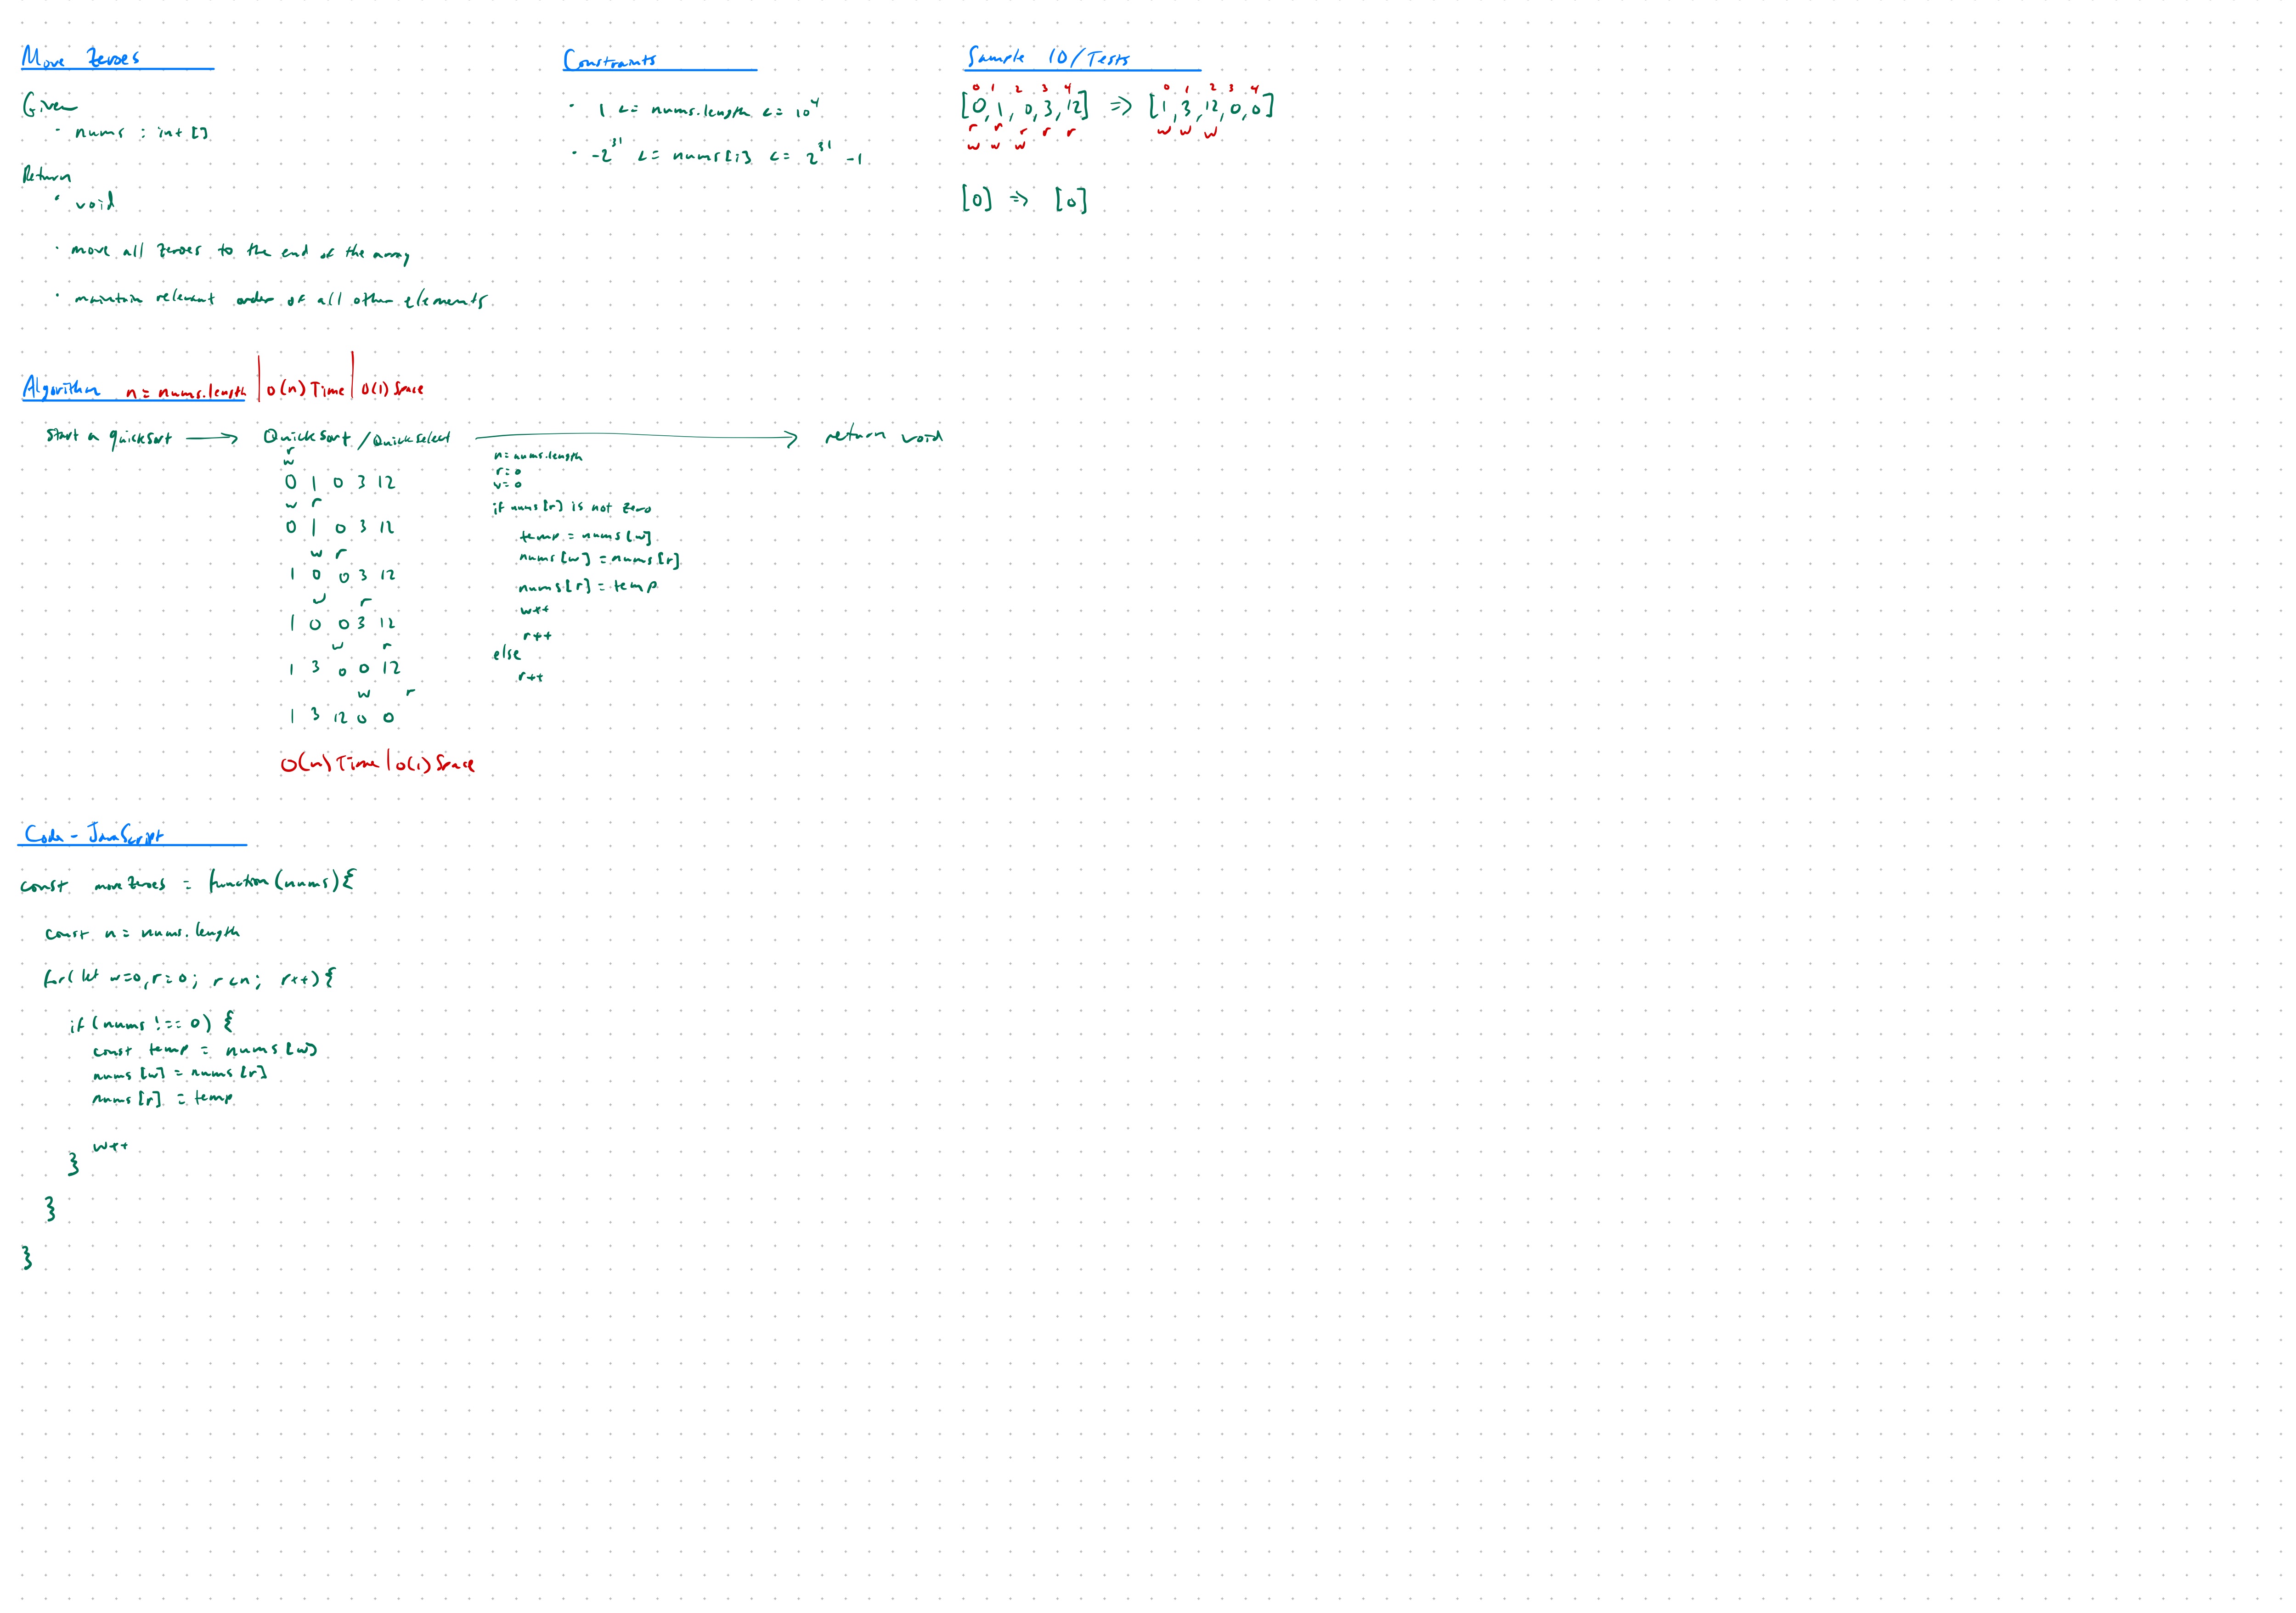 Move Zeroes
Given
· nums : int []
Return
· void
· move all zeroes to the end of the array
· maintain relevant order of all other elements
Constraints
· 1 <= nums.length <= 10^4
· -2^31 <= nums[i] <= 2^31 -1
Sample IO/Tests
0 1 2 3 4 0 1 2 3 4
[0,1,0,3,12] => [1,3,12,0,0]
r r r r r w w w
w w w
[0] => [0]
Algorithm n = nums.length | O(n) Time | O(1) Space
start a quicksort → QuickSort / QuickSelect → return void
r
w
0 1 0 3 12
w r
0 1 0 3 12
w r
1 0 0 3 12
w r
1 0 0 3 12
w r
1 3 0 0 12
w r
1 3 12 0 0
O(n) Time | O(1) Space
n = nums.length
r = 0
w = 0
if nums[r] is not zero
temp = nums[w]
nums[w] = nums[r]
nums[r] = temp
w++
r++
else
r++
Code - JavaScript
const moveZeroes = function(nums){
const n = nums.length
for(let w=0,r=0; r<n; r++){
if(nums !== 0) {
const temp = nums[w]
nums[w] = nums[r]
nums[r] = temp
w++
}
}
}